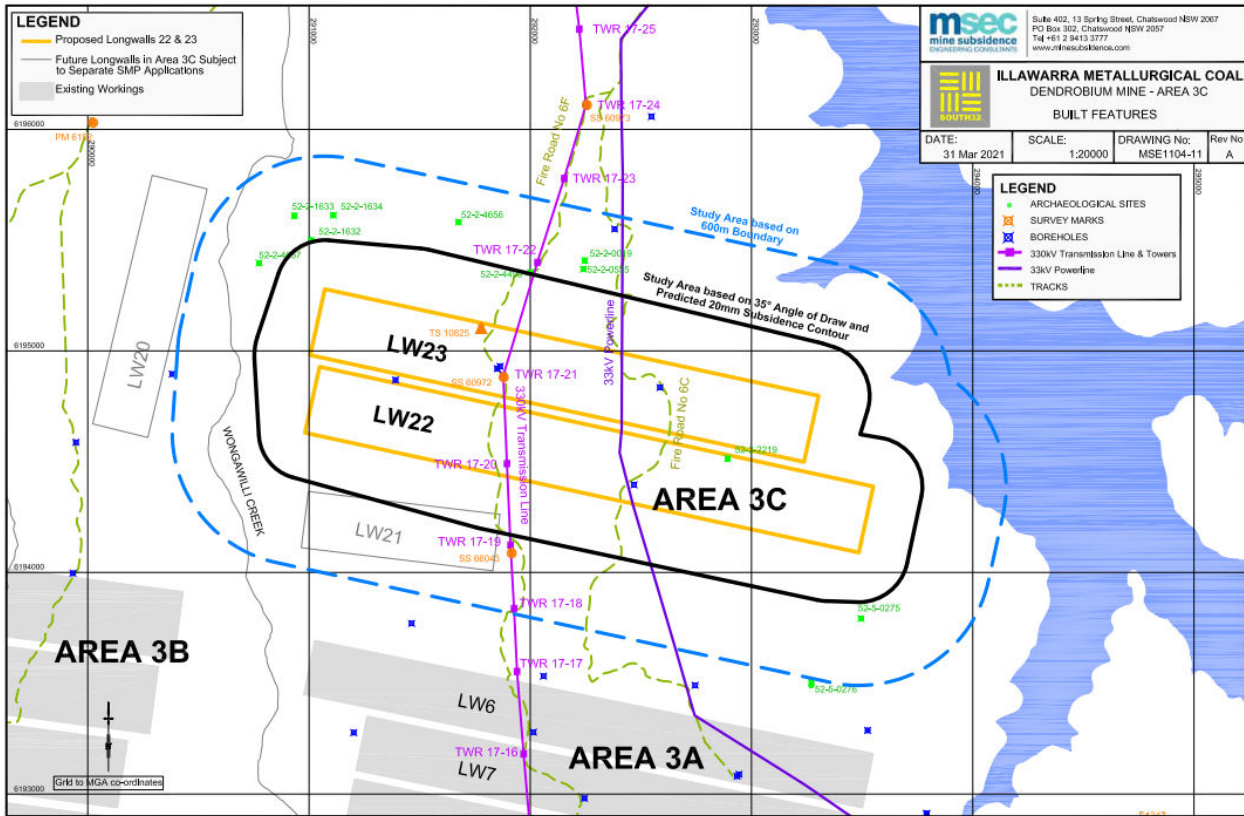 LEGEND
Proposed Longwalls 22 & 23
Future Longwalls in Area 3C Subject
to Separate SMP Applications
Existing Workings
msec
mine subsidence
ENGINEERING CONSULTANTS
Suite 402, 13 Spring Street, Chatswood NSW 2067
PO Box 302, Chatswood NSW 2057
Tel +61 2 9413 3777
www.minesubsidence.com
SOUTH32
ILLAWARRA METALLURGICAL COAL
DENDROBIUM MINE - AREA 3C
BUILT FEATURES
DATE:
31 Mar 2021
SCALE:
1:20000
DRAWING No:
MSE1104-11
Rev No
A
LEGEND
ARCHAEOLOGICAL SITES
SURVEY MARKS
BOREHOLES
330kV Transmission Line & Towers
33kV Powerline
TRACKS
290000
291000
292000
293000
294000
295000
6196000
6195000
6194000
6193000
TWR 17-25
TWR 17-24
SS 60973
Fire Road No 6F
TWR 17-23
52-2-1633
52-2-1634
52-2-4656
52-2-1632
TWR 17-22
52-2-0019
52-2-0555
Study Area based on
600m Boundary
Study Area based on 35° Angle of Draw and
Predicted 20mm Subsidence Contour
33kV Powerline
TS 10825
LW23
LW20
SS 60972
TWR 17-21
LW22
330kV Transmission Line
Fire Road No 6C
TWR 17-20
AREA 3C
WONGAWILLI CREEK
LW21
TWR 17-19
SS 66043
TWR 17-18
52-5-0275
AREA 3B
TWR 17-17
52-5-0276
LW6
TWR 17-16
AREA 3A
LW7
Grid to MGA co-ordinates